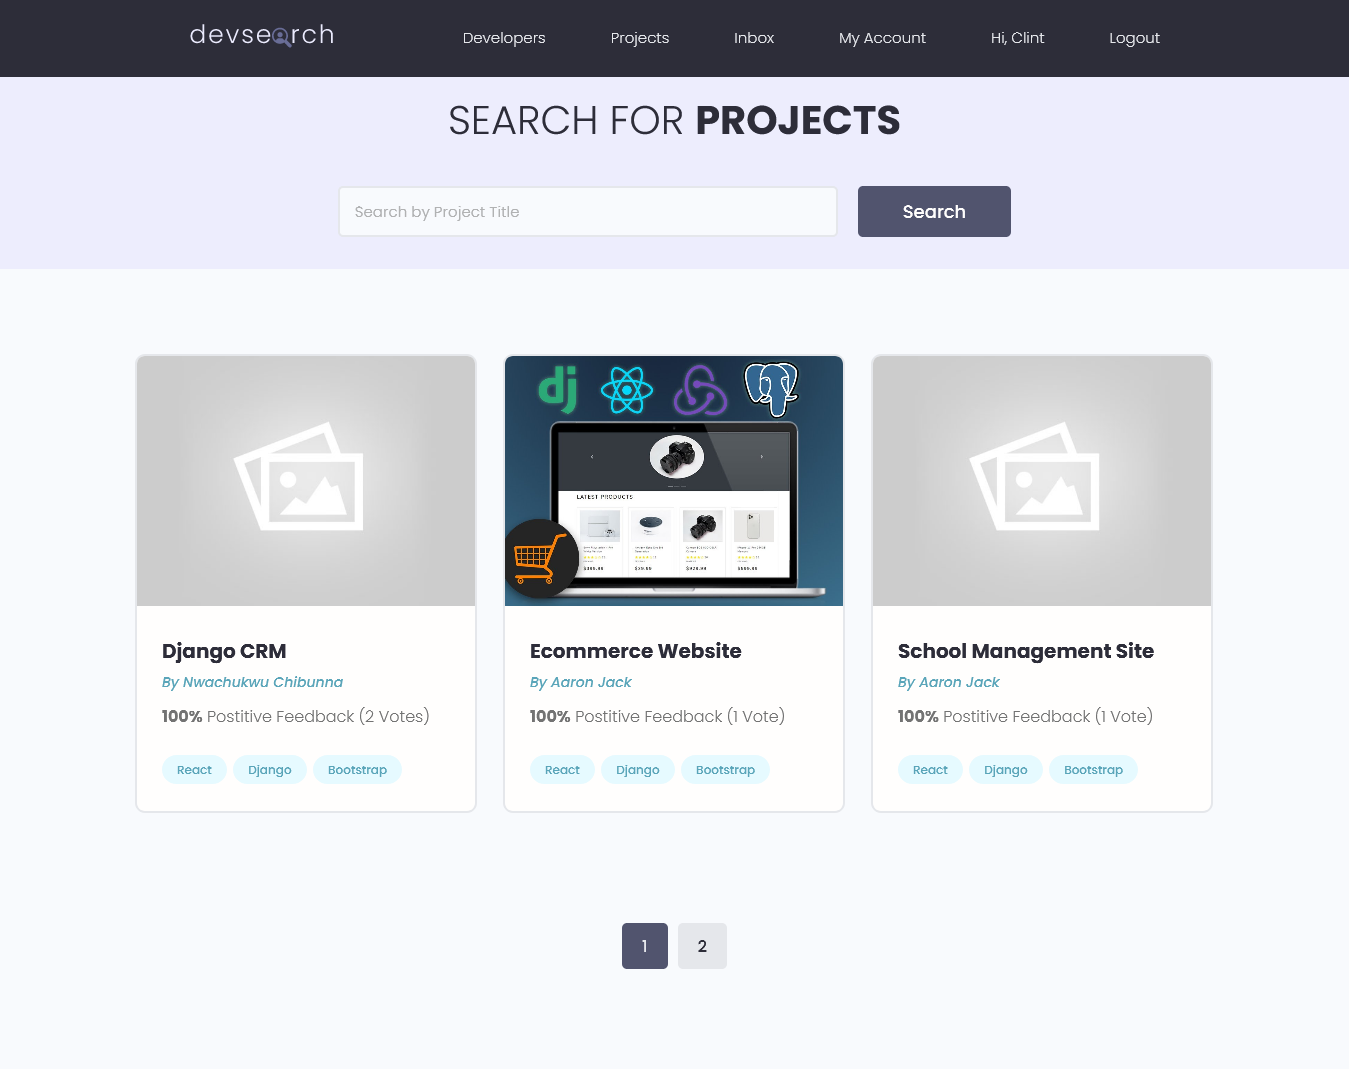 devsearch
Developers
Projects
Inbox
My Account
Hi, Clint
Logout
SEARCH FOR PROJECTS
Search by Project Title
Search
dj
LATEST PRODUCTS
Django CRM
By Nwachukwu Chibunna
100% Postitive Feedback (2 Votes)
React
Django
Bootstrap
Ecommerce Website
By Aaron Jack
100% Postitive Feedback (1 Vote)
React
Django
Bootstrap
School Management Site
By Aaron Jack
100% Postitive Feedback (1 Vote)
React
Django
Bootstrap
1
2